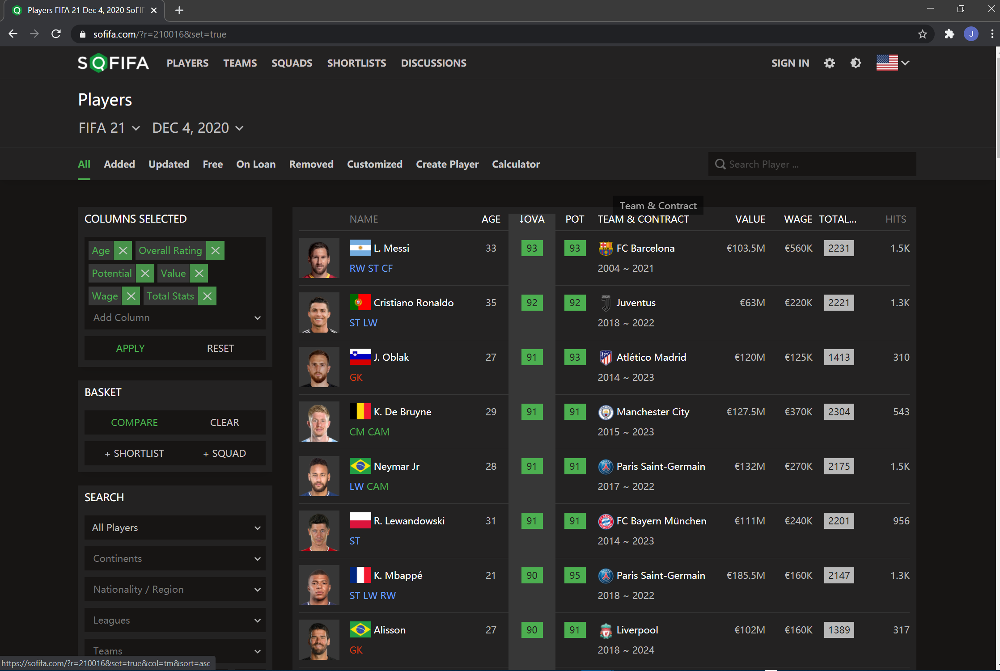 Players FIFA 21 Dec 4, 2020 SoFIF
sofifa.com/?r=210016&set=true
J
SOFIFA PLAYERS TEAMS SQUADS SHORTLISTS DISCUSSIONS SIGN IN
Players
FIFA 21 DEC 4, 2020
All Added Updated Free On Loan Removed Customized Create Player Calculator Search Player ...
COLUMNS SELECTED
Age Overall Rating
Potential Value
Wage Total Stats
Add Column
APPLY RESET
BASKET
COMPARE CLEAR
+ SHORTLIST + SQUAD
SEARCH
All Players
Continents
Nationality / Region
Leagues
Teams
Team & Contract
NAME AGE ↓OVA POT TEAM & CONTRACT VALUE WAGE TOTAL... HITS
L. Messi 33 93 93 FC Barcelona €103.5M €560K 2231 1.5K
RW ST CF 2004 ~ 2021
Cristiano Ronaldo 35 92 92 Juventus €63M €220K 2221 1.3K
ST LW 2018 ~ 2022
J. Oblak 27 91 93 Atlético Madrid €120M €125K 1413 310
GK 2014 ~ 2023
K. De Bruyne 29 91 91 Manchester City €127.5M €370K 2304 543
CM CAM 2015 ~ 2023
Neymar Jr 28 91 91 Paris Saint-Germain €132M €270K 2175 1.5K
LW CAM 2017 ~ 2022
R. Lewandowski 31 91 91 FC Bayern München €111M €240K 2201 956
ST 2014 ~ 2023
K. Mbappé 21 90 95 Paris Saint-Germain €185.5M €160K 2147 1.3K
ST LW RW 2018 ~ 2022
Alisson 27 90 91 Liverpool €102M €160K 1389 317
GK 2018 ~ 2024
https://sofifa.com/?r=210016&set=true&col=tm&sort=asc